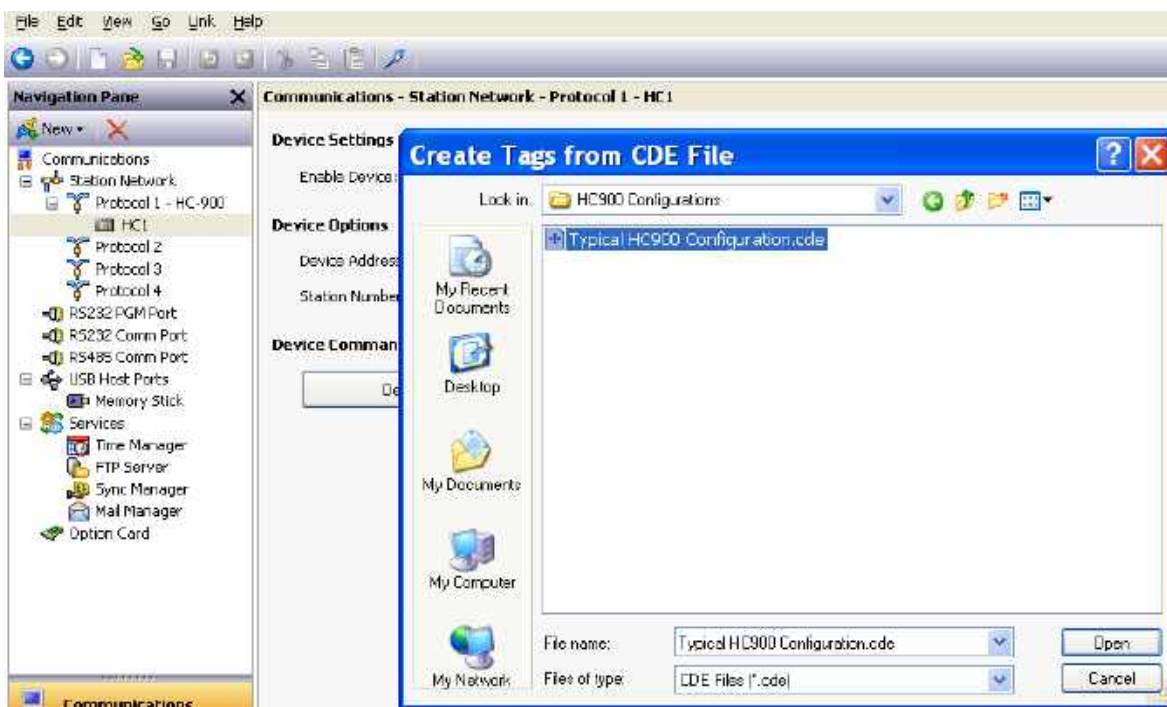 File Edit View Go Link Help
Navigation Pane
Communications - Station Network - Protocol 1 - HC1
New
Communications
Station Network
Protocol 1 - HC-900
HC1
Protocol 2
Protocol 3
Protocol 4
RS232 PGM Port
RS232 Comm Port
RS485 Comm Port
USB Host Ports
Memory Stick
Services
Time Manager
FTP Server
Sync Manager
Mail Manager
Option Card
Communications
Device Settings
Enable Device:
Device Options
Device Address
Station Number
Device Comman
De
Create Tags from CDE File
Look in:
HC900 Configurations
Typical HC900 Configuration.cde
My Recent
Documents
Desktop
My Documents
My Computer
My Network
File name:
Typical HC900 Configuration.cde
Open
Files of type:
CDE Files (*.cde)
Cancel